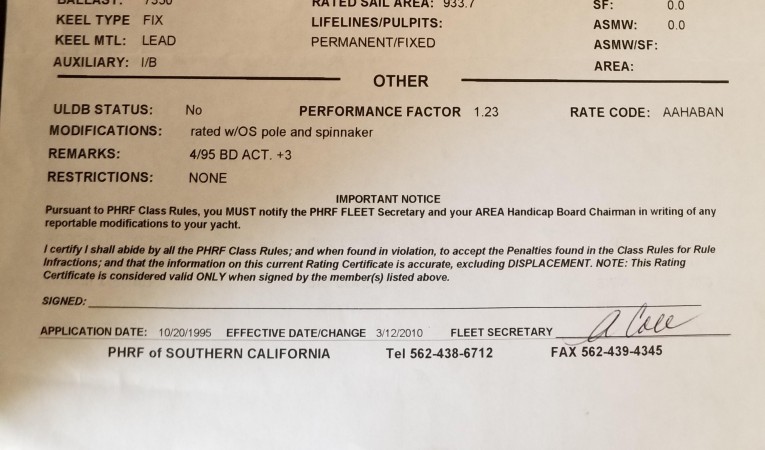 BALLAST: 7350 RATED SAIL AREA: 933.7 SF: 0.0
KEEL TYPE FIX LIFELINES/PULPITS: ASMW: 0.0
KEEL MTL: LEAD PERMANENT/FIXED ASMW/SF:
AUXILIARY: I/B AREA:
OTHER
ULDB STATUS: No PERFORMANCE FACTOR 1.23 RATE CODE: AAHABAN
MODIFICATIONS: rated w/OS pole and spinnaker
REMARKS: 4/95 BD ACT. +3
RESTRICTIONS: NONE
IMPORTANT NOTICE
Pursuant to PHRF Class Rules, you MUST notify the PHRF FLEET Secretary and your AREA Handicap Board Chairman in writing of any
reportable modifications to your yacht.
I certify I shall abide by all the PHRF Class Rules; and when found in violation, to accept the Penalties found in the Class Rules for Rule
Infractions; and that the information on this current Rating Certificate is accurate, excluding DISPLACEMENT. NOTE: This Rating
Certificate is considered valid ONLY when signed by the member(s) listed above.
SIGNED:
APPLICATION DATE: 10/20/1995 EFFECTIVE DATE/CHANGE 3/12/2010 FLEET SECRETARY
PHRF of SOUTHERN CALIFORNIA Tel 562-438-6712 FAX 562-439-4345